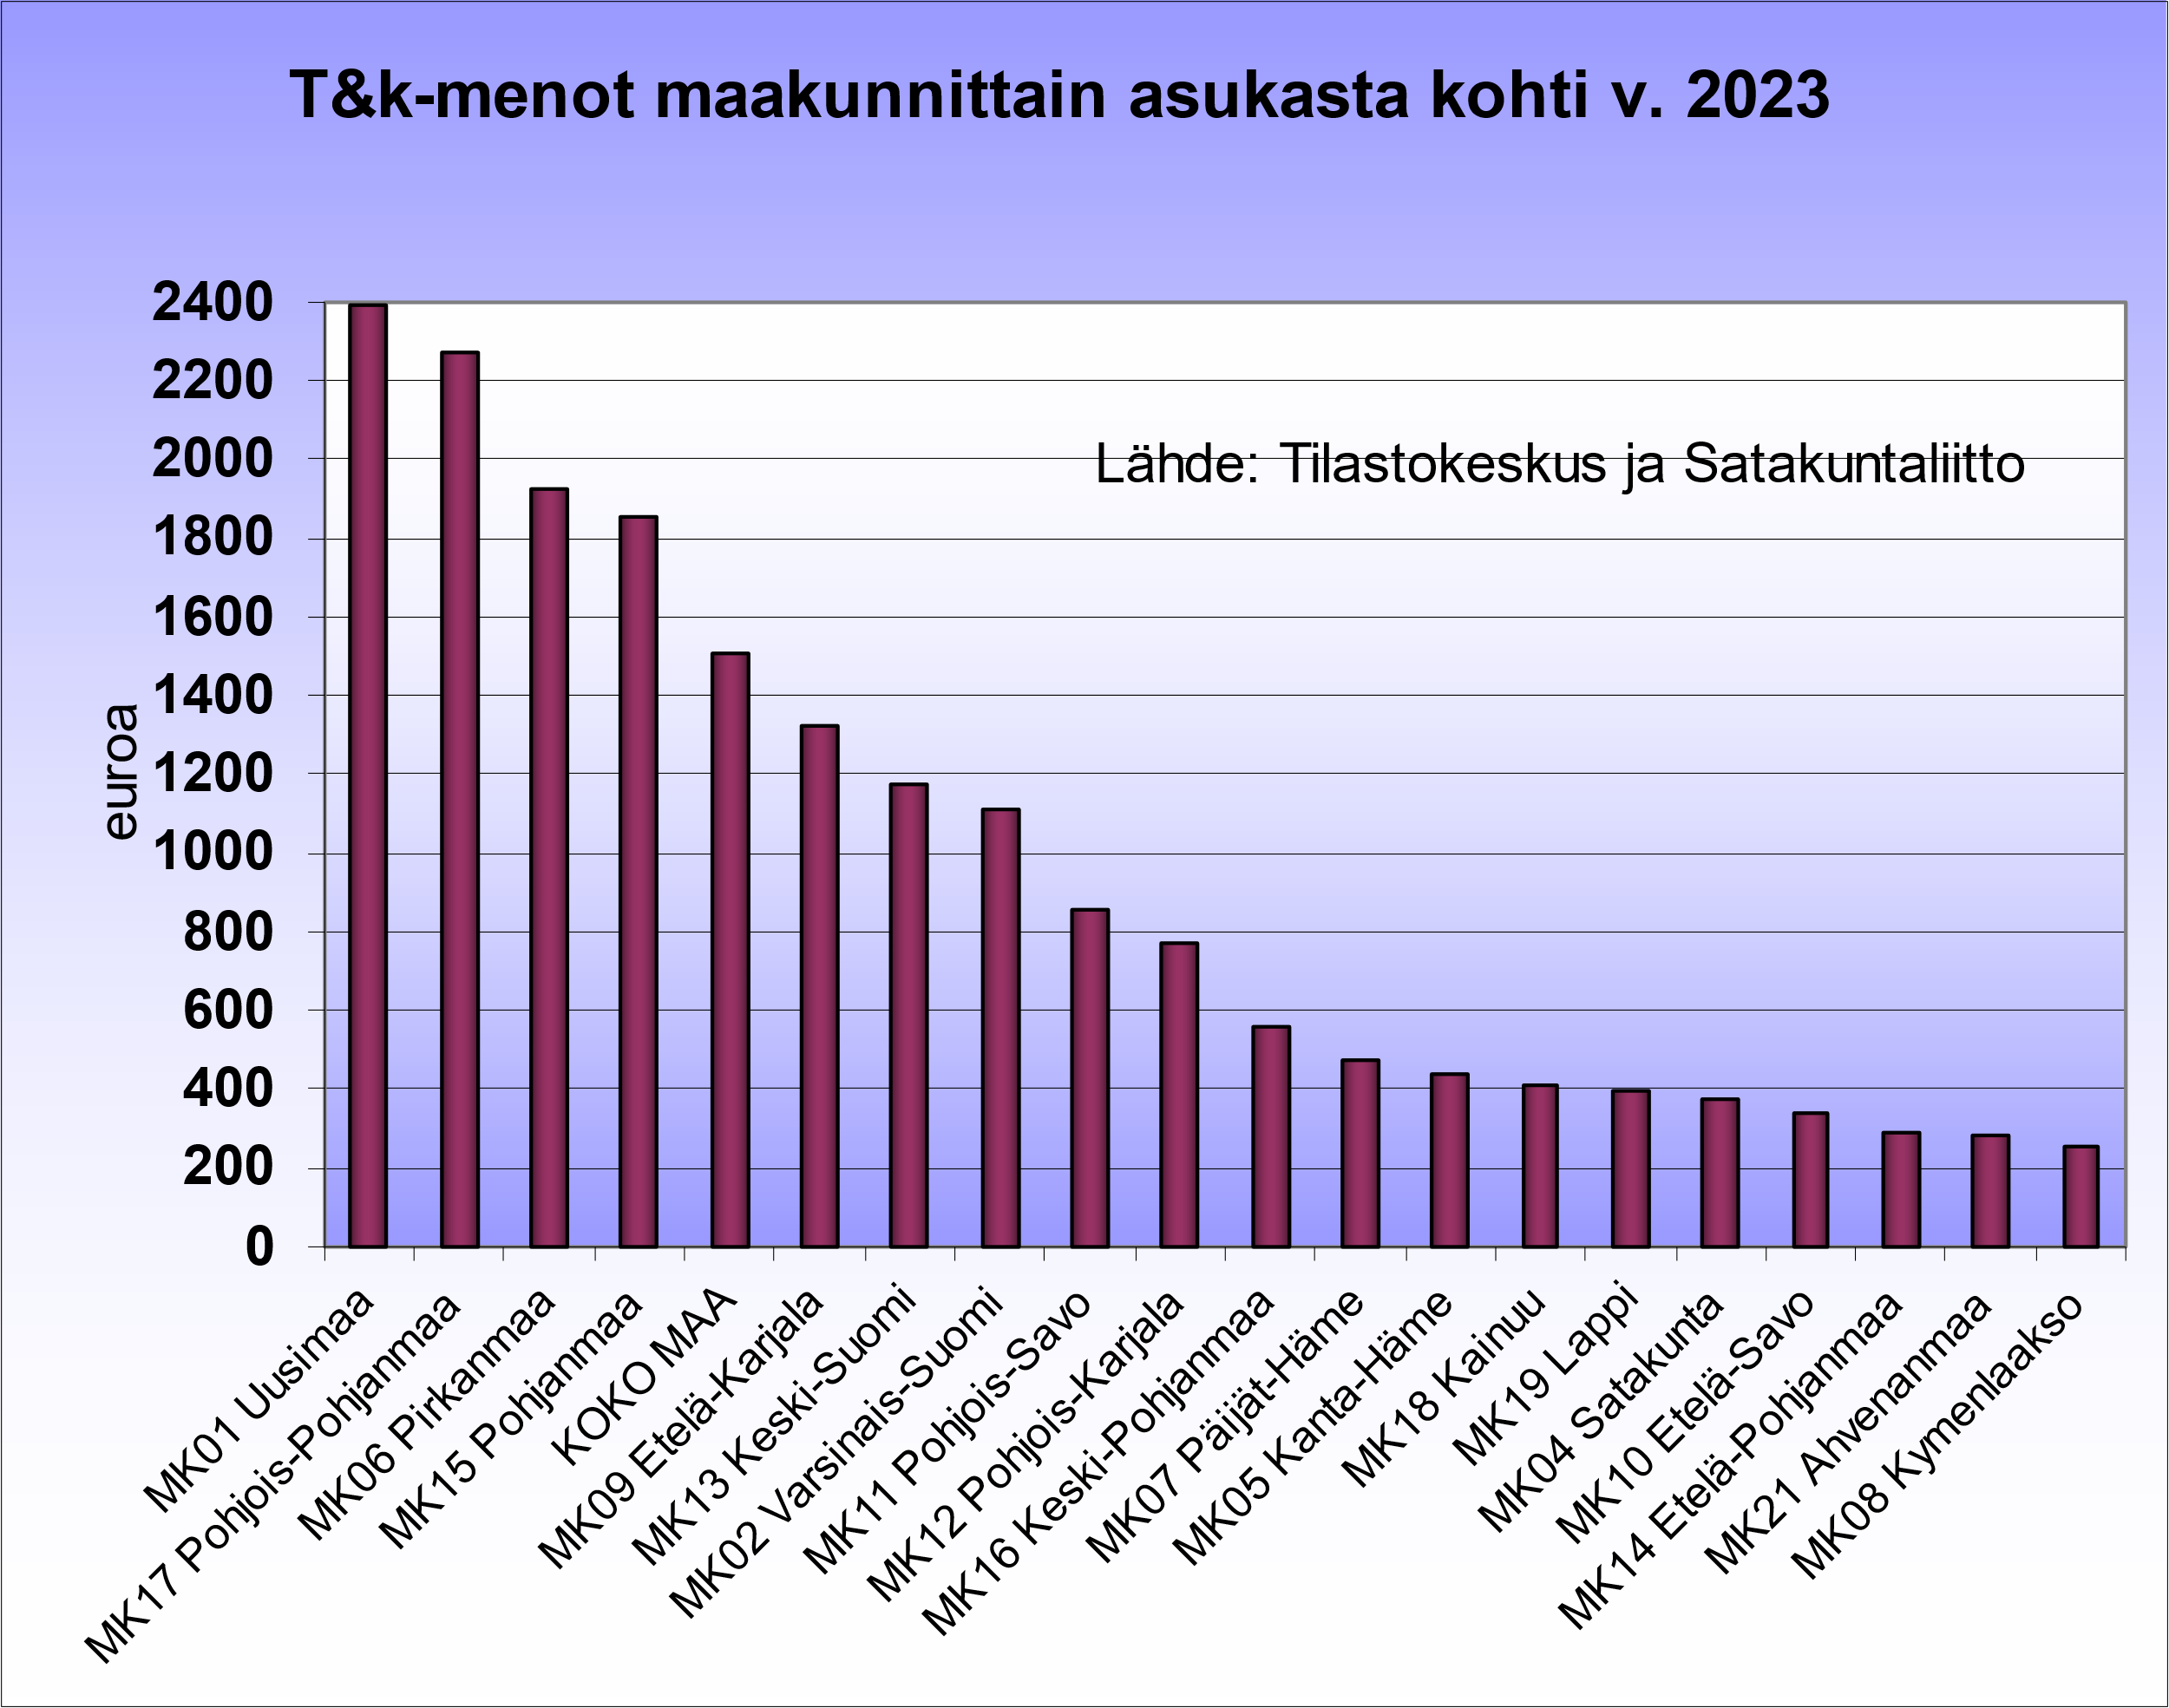 T&k-menot maakunnittain asukasta kohti v. 2023
Lähde: Tilastokeskus ja Satakuntaliitto
euroa
2400
2200
2000
1800
1600
1400
1200
1000
800
600
400
200
0
MK01 Uusimaa
MK17 Pohjois-Pohjanmaa
MK06 Pirkanmaa
MK15 Pohjanmaa
KOKO MAA
MK09 Etelä-Karjala
MK13 Keski-Suomi
MK02 Varsinais-Suomi
MK11 Pohjois-Savo
MK12 Pohjois-Karjala
MK16 Keski-Pohjanmaa
MK07 Päijät-Häme
MK05 Kanta-Häme
MK18 Kainuu
MK19 Lappi
MK04 Satakunta
MK10 Etelä-Savo
MK14 Etelä-Pohjanmaa
MK21 Ahvenanmaa
MK08 Kymenlaakso